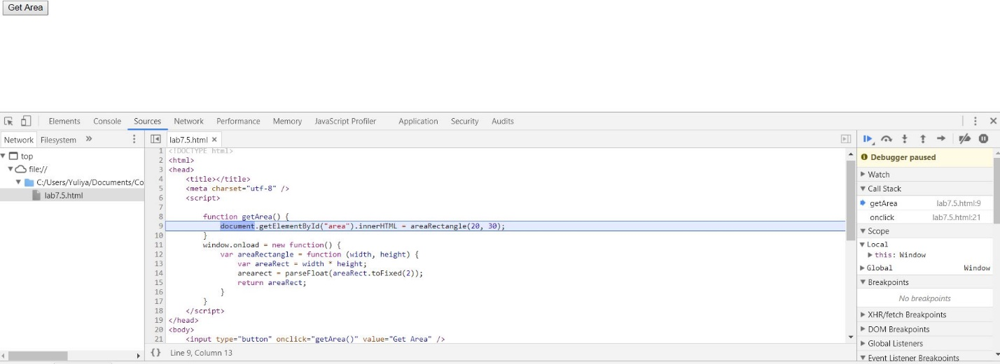 Get Area
Elements Console Sources Network Performance Memory JavaScript Profiler Application Security Audits
Network Filesystem »
top
file://
C:/Users/Yuliya/Documents/Co
lab7.5.html
lab7.5.html ×
1 <!DOCTYPE html>
2 <html>
3 <head>
4 <title></title>
5 <meta charset="utf-8" />
6 <script>
7
8 function getArea() {
9 document.getElementById("area").innerHTML = areaRectangle(20, 30);
10 }
11 window.onload = new function() {
12 var areaRectangle = function (width, height) {
13 var areaRect = width * height;
14 arearect = parseFloat(areaRect.toFixed(2));
15 return areaRect;
16 }
17 }
18 </script>
19 </head>
20 <body>
21 <input type="button" onclick="getArea()" value="Get Area" />
{} Line 9, Column 13
Debugger paused
Watch
Call Stack
getArea lab7.5.html:9
onclick lab7.5.html:21
Scope
Local
this: Window
Global Window
Breakpoints
No breakpoints
XHR/fetch Breakpoints
DOM Breakpoints
Global Listeners
Event Listener Breakpoints